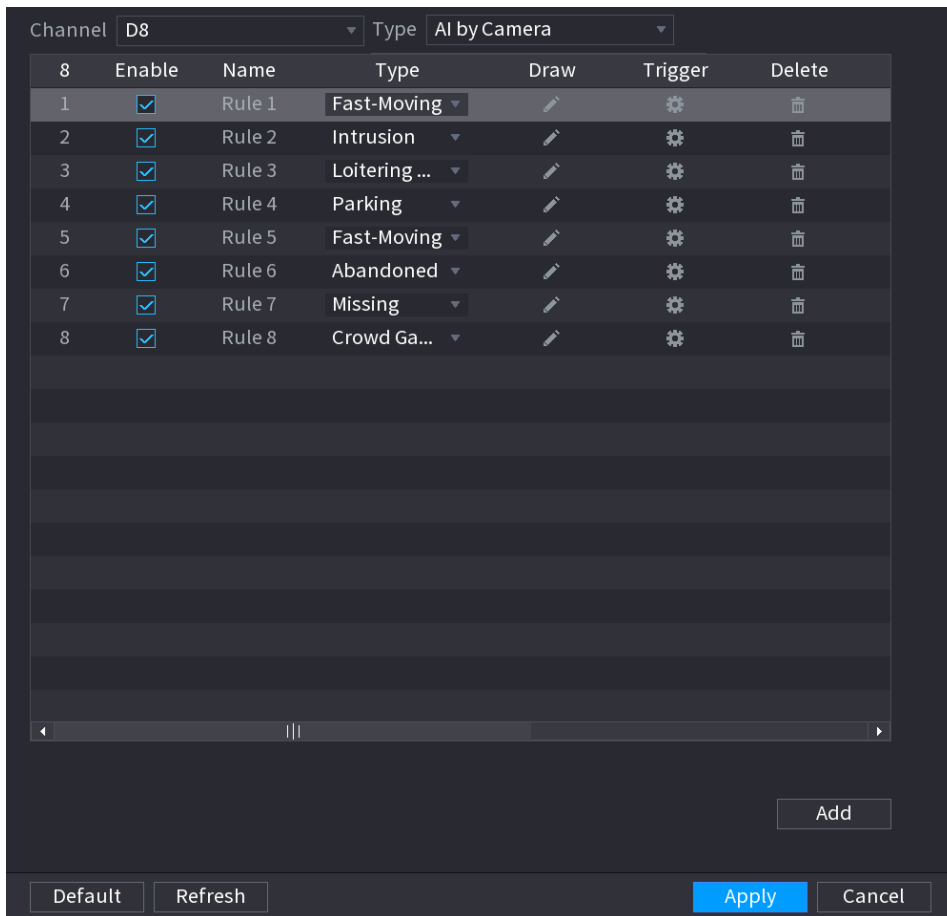 Channel D8 Type AI by Camera
8 Enable Name Type Draw Trigger Delete
1 Rule 1 Fast-Moving
2 Rule 2 Intrusion
3 Rule 3 Loitering ...
4 Rule 4 Parking
5 Rule 5 Fast-Moving
6 Rule 6 Abandoned
7 Rule 7 Missing
8 Rule 8 Crowd Ga...
Add
Default Refresh Apply Cancel